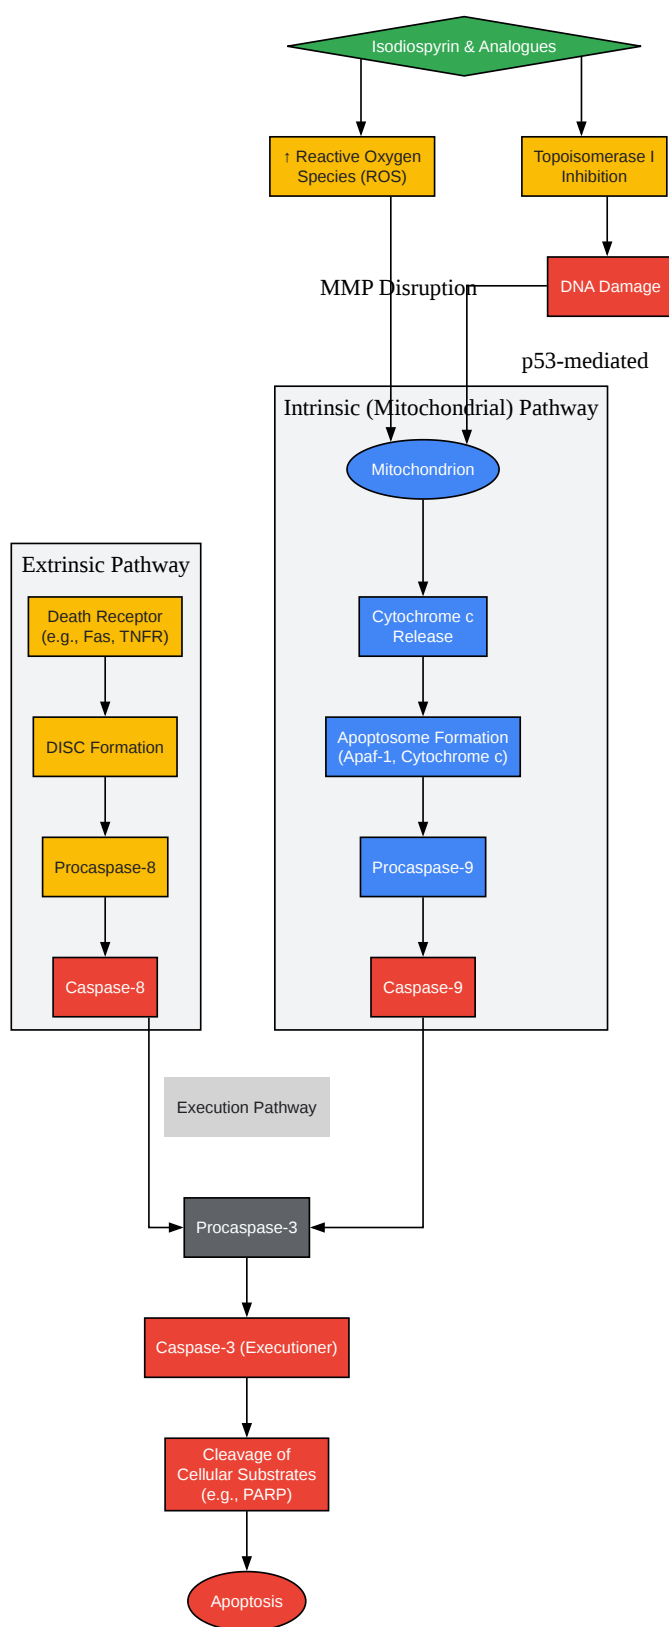 Isodiospyrin & Analogues
↑ Reactive Oxygen
Species (ROS)
Topoisomerase I
Inhibition
MMP Disruption
DNA Damage
p53-mediated
Intrinsic (Mitochondrial) Pathway
Mitochondrion
Extrinsic Pathway
Death Receptor
(e.g., Fas, TNFR)
Cytochrome c
Release
DISC Formation
Apoptosome Formation
(Apaf-1, Cytochrome c)
Procaspase-8
Procaspase-9
Caspase-8
Caspase-9
Execution Pathway
Procaspase-3
Caspase-3 (Executioner)
Cleavage of
Cellular Substrates
(e.g., PARP)
Apoptosis